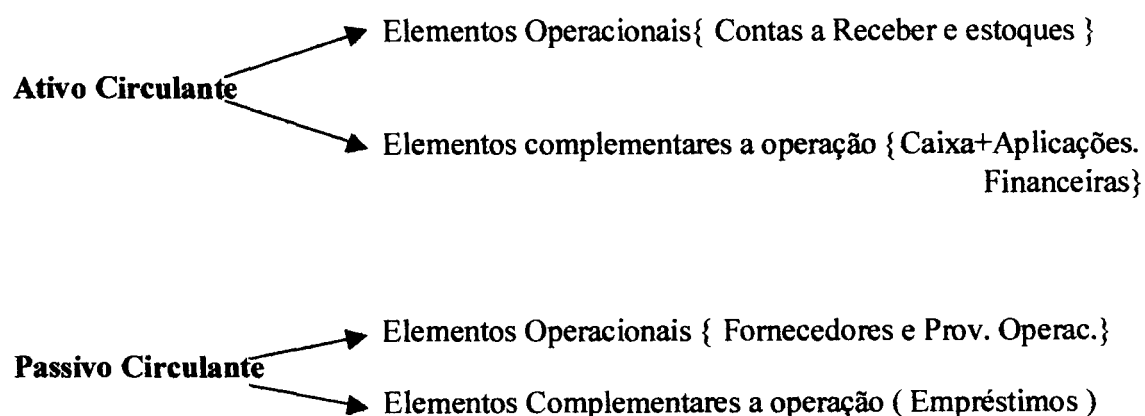 Elementos Operacionais{ Contas a Receber e estoques }
Ativo Circulante
Elementos complementares a operação {Caixa+Aplicações.
Financeiras}
Elementos Operacionais { Fornecedores e Prov. Operac.}
Passivo Circulante
Elementos Complementares a operação ( Empréstimos )